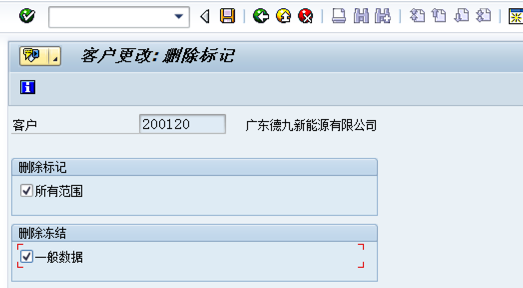 客户更改: 删除标记
客户 200120 广东德九新能源有限公司
删除标记
所有范围
删除冻结
一般数据